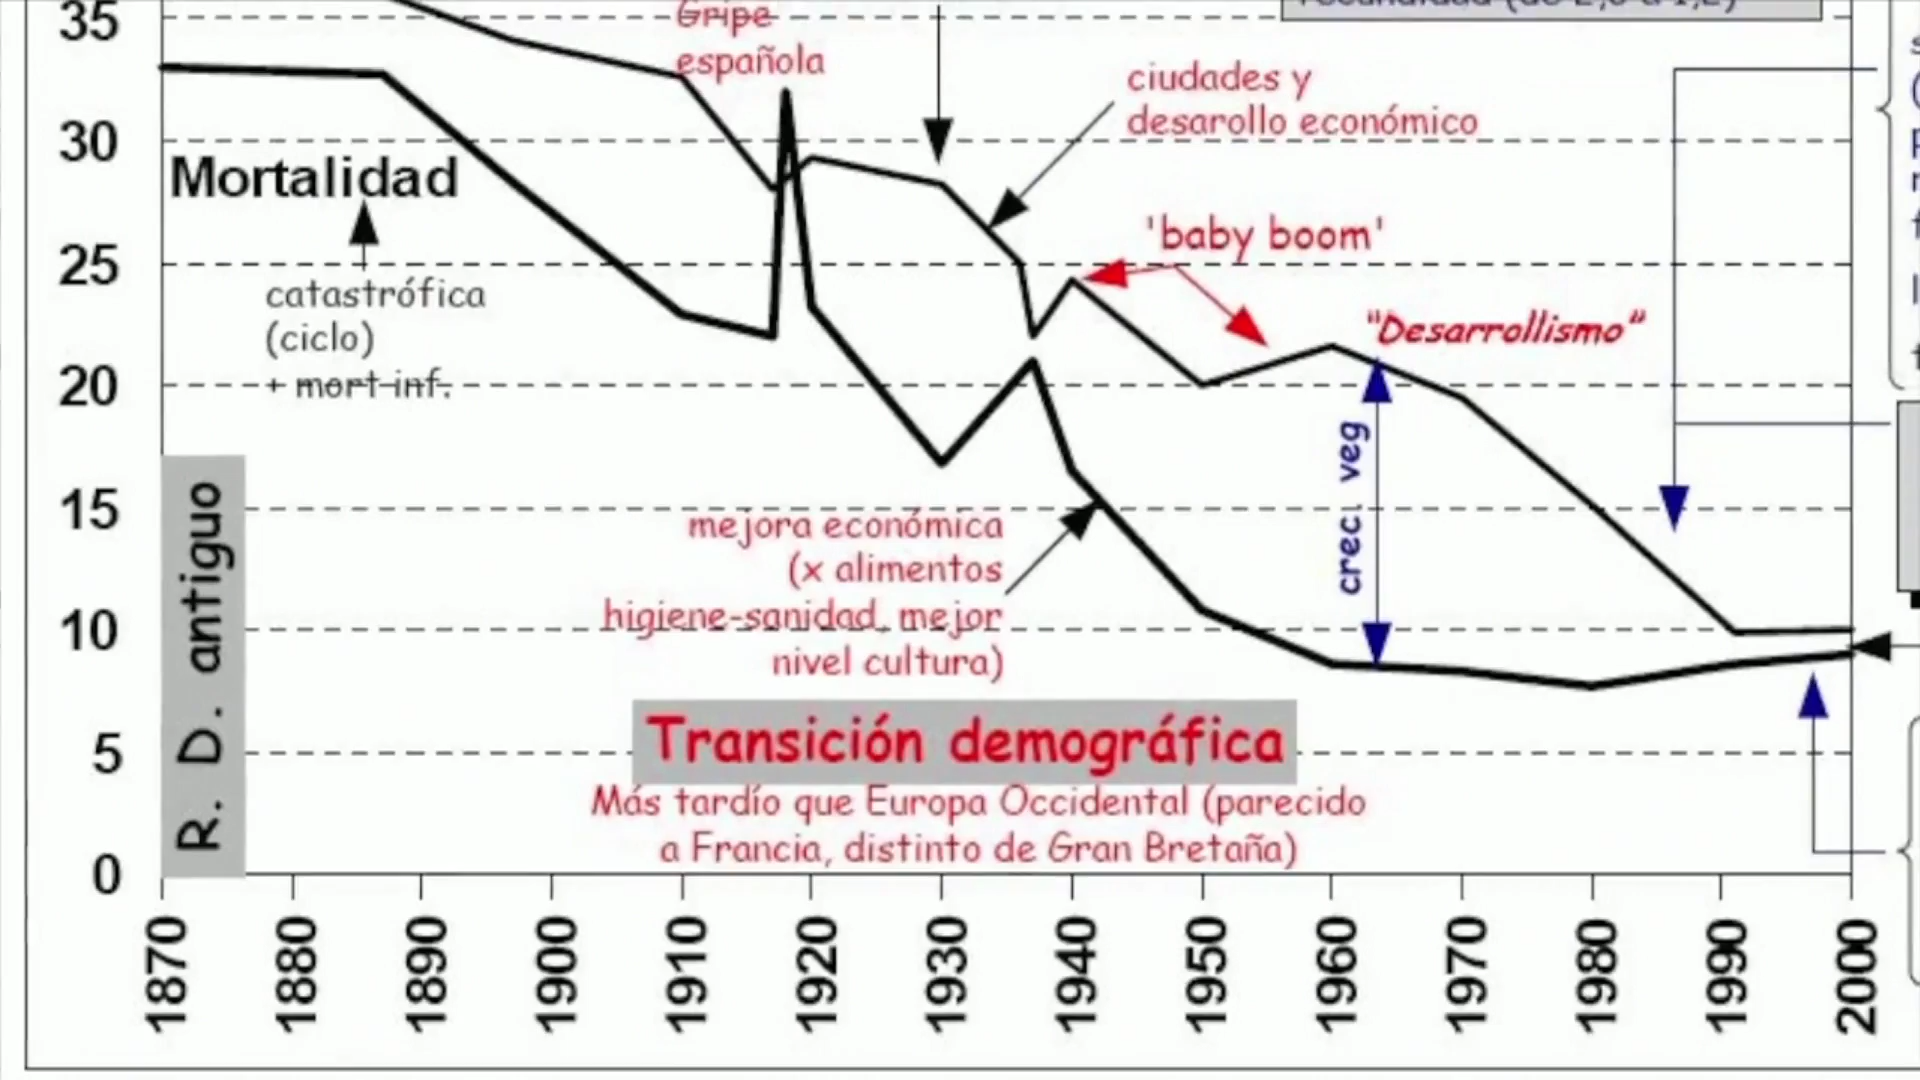 35
30
25
20
15
10
5
0
Gripe
española
ciudades y
desarollo económico
Mortalidad
catastrófica
(ciclo)
+ mort inf.
'baby boom'
"Desarrollismo"
crec. veg
R. D. antiguo
mejora económica
(x alimentos
higiene-sanidad, mejor
nivel cultura)
Transición demográfica
Más tardío que Europa Occidental (parecido
a Francia, distinto de Gran Bretaña)
1870
1880
1890
1900
1910
1920
1930
1940
1950
1960
1970
1980
1990
2000